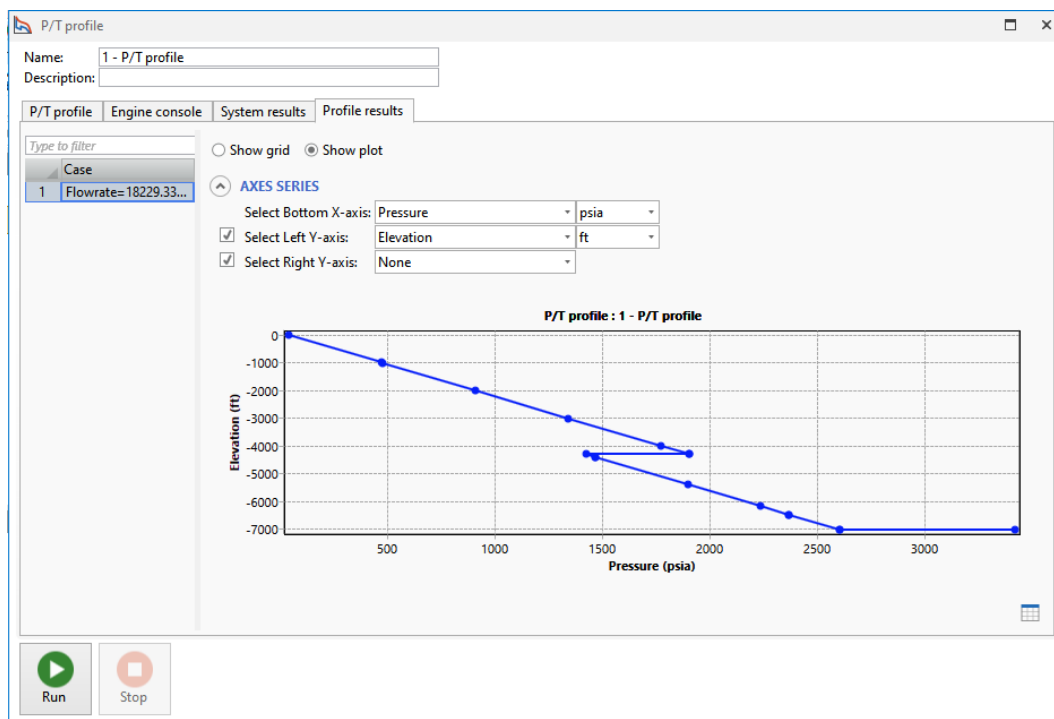 P/T profile
Name: 1 - P/T profile
Description:
P/T profile Engine console System results Profile results
Type to filter
Case
1 Flowrate=18229.33...
Show grid Show plot
AXES SERIES
Select Bottom X-axis: Pressure psia
Select Left Y-axis: Elevation ft
Select Right Y-axis: None
P/T profile : 1 - P/T profile
Elevation (ft)
0
-1000
-2000
-3000
-4000
-5000
-6000
-7000
500 1000 1500 2000 2500 3000
Pressure (psia)
Run Stop